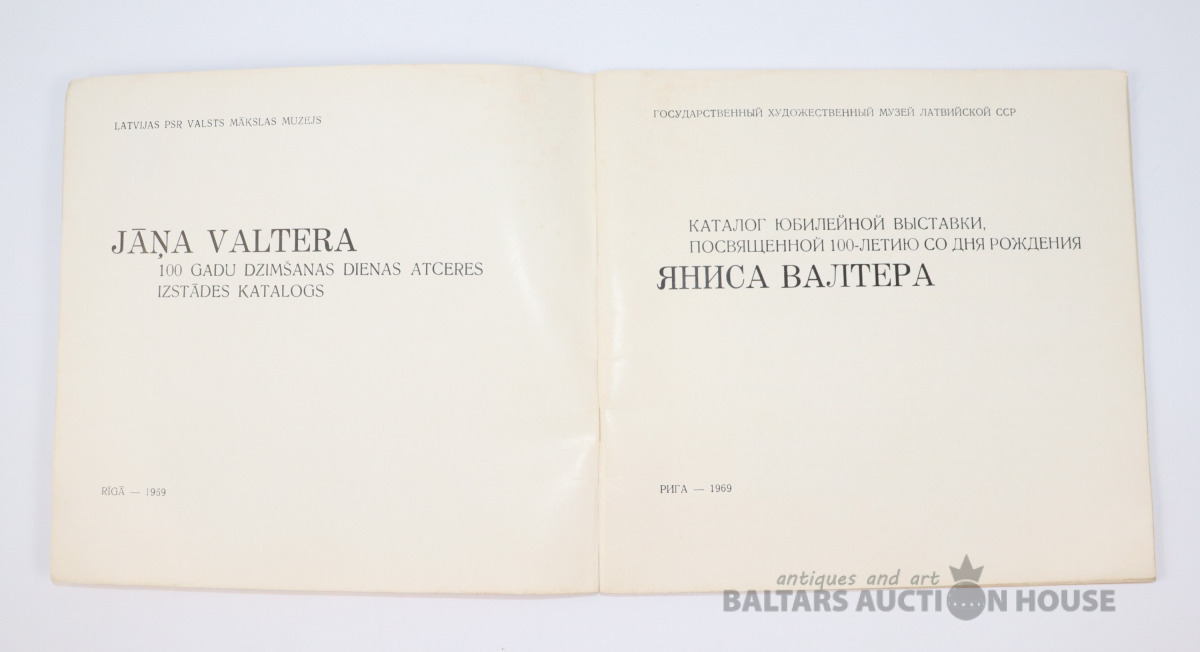 LATVIJAS PSR VALSTS MĀKSLAS MUZEJS
JĀŅA VALTERA
100 GADU DZIMŠANAS DIENAS ATCERES
IZSTĀDES KATALOGS
RĪGĀ — 1969
ГОСУДАРСТВЕННЫЙ ХУДОЖЕСТВЕННЫЙ МУЗЕЙ ЛАТВИЙСКОЙ ССР
КАТАЛОГ ЮБИЛЕЙНОЙ ВЫСТАВКИ,
ПОСВЯЩЕННОЙ 100-ЛЕТИЮ СО ДНЯ РОЖДЕНИЯ
ЯНИСА ВАЛТЕРА
РИГА — 1969
antiques and art
BALTARS AUCTION HOUSE